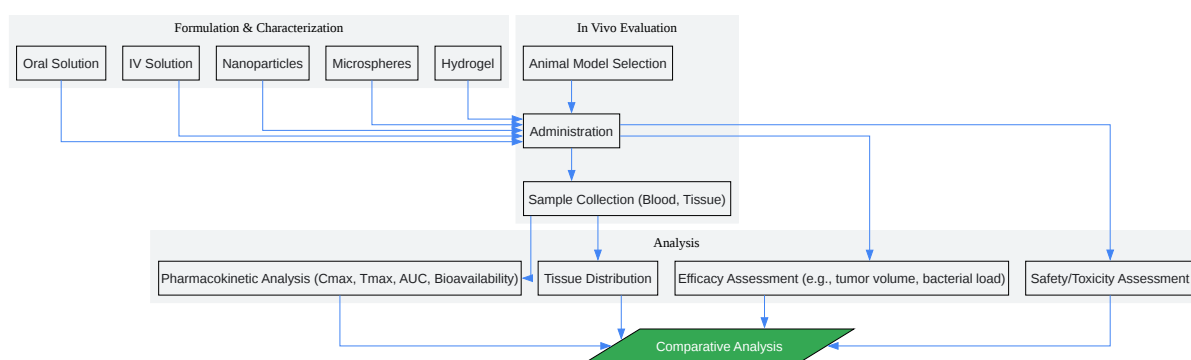 Formulation & Characterization
In Vivo Evaluation
Oral Solution
IV Solution
Nanoparticles
Microspheres
Hydrogel
Animal Model Selection
Administration
Sample Collection (Blood, Tissue)
Analysis
Pharmacokinetic Analysis (Cmax, Tmax, AUC, Bioavailability)
Tissue Distribution
Efficacy Assessment (e.g., tumor volume, bacterial load)
Safety/Toxicity Assessment
Comparative Analysis